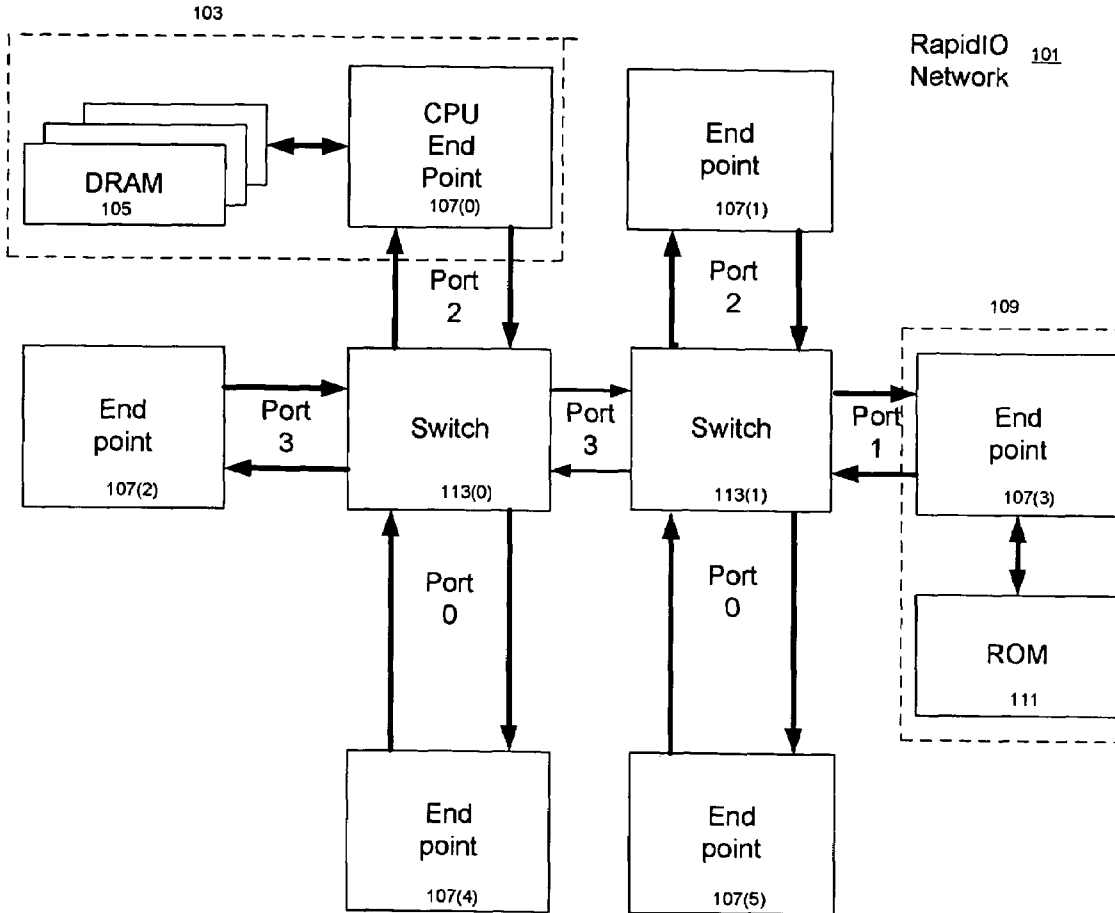 103
RapidIO 101
Network
CPU
End
Point
107(0)
DRAM
105
End
point
107(1)
Port
2
Port
2
109
End
point
107(2)
Port
3
Switch
113(0)
Port
3
Switch
113(1)
Port
1
End
point
107(3)
Port
0
Port
0
ROM
111
End
point
107(4)
End
point
107(5)